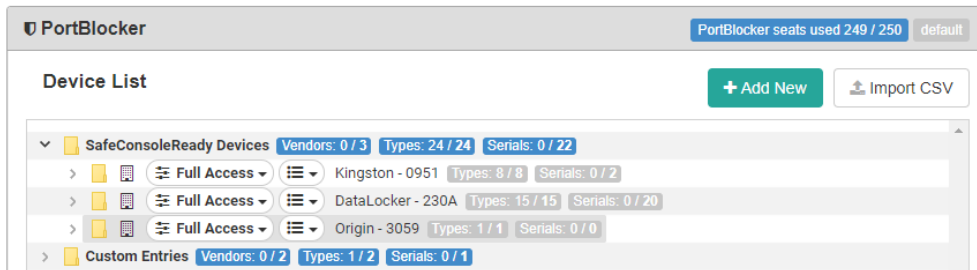 PortBlocker PortBlocker seats used 249 / 250 default
Device List + Add New Import CSV
SafeConsoleReady Devices Vendors: 0 / 3 Types: 24 / 24 Serials: 0 / 22
Full Access Kingston - 0951 Types: 8 / 8 Serials: 0 / 2
Full Access DataLocker - 230A Types: 15 / 15 Serials: 0 / 20
Full Access Origin - 3059 Types: 1 / 1 Serials: 0 / 0
Custom Entries Vendors: 0 / 2 Types: 1 / 2 Serials: 0 / 1